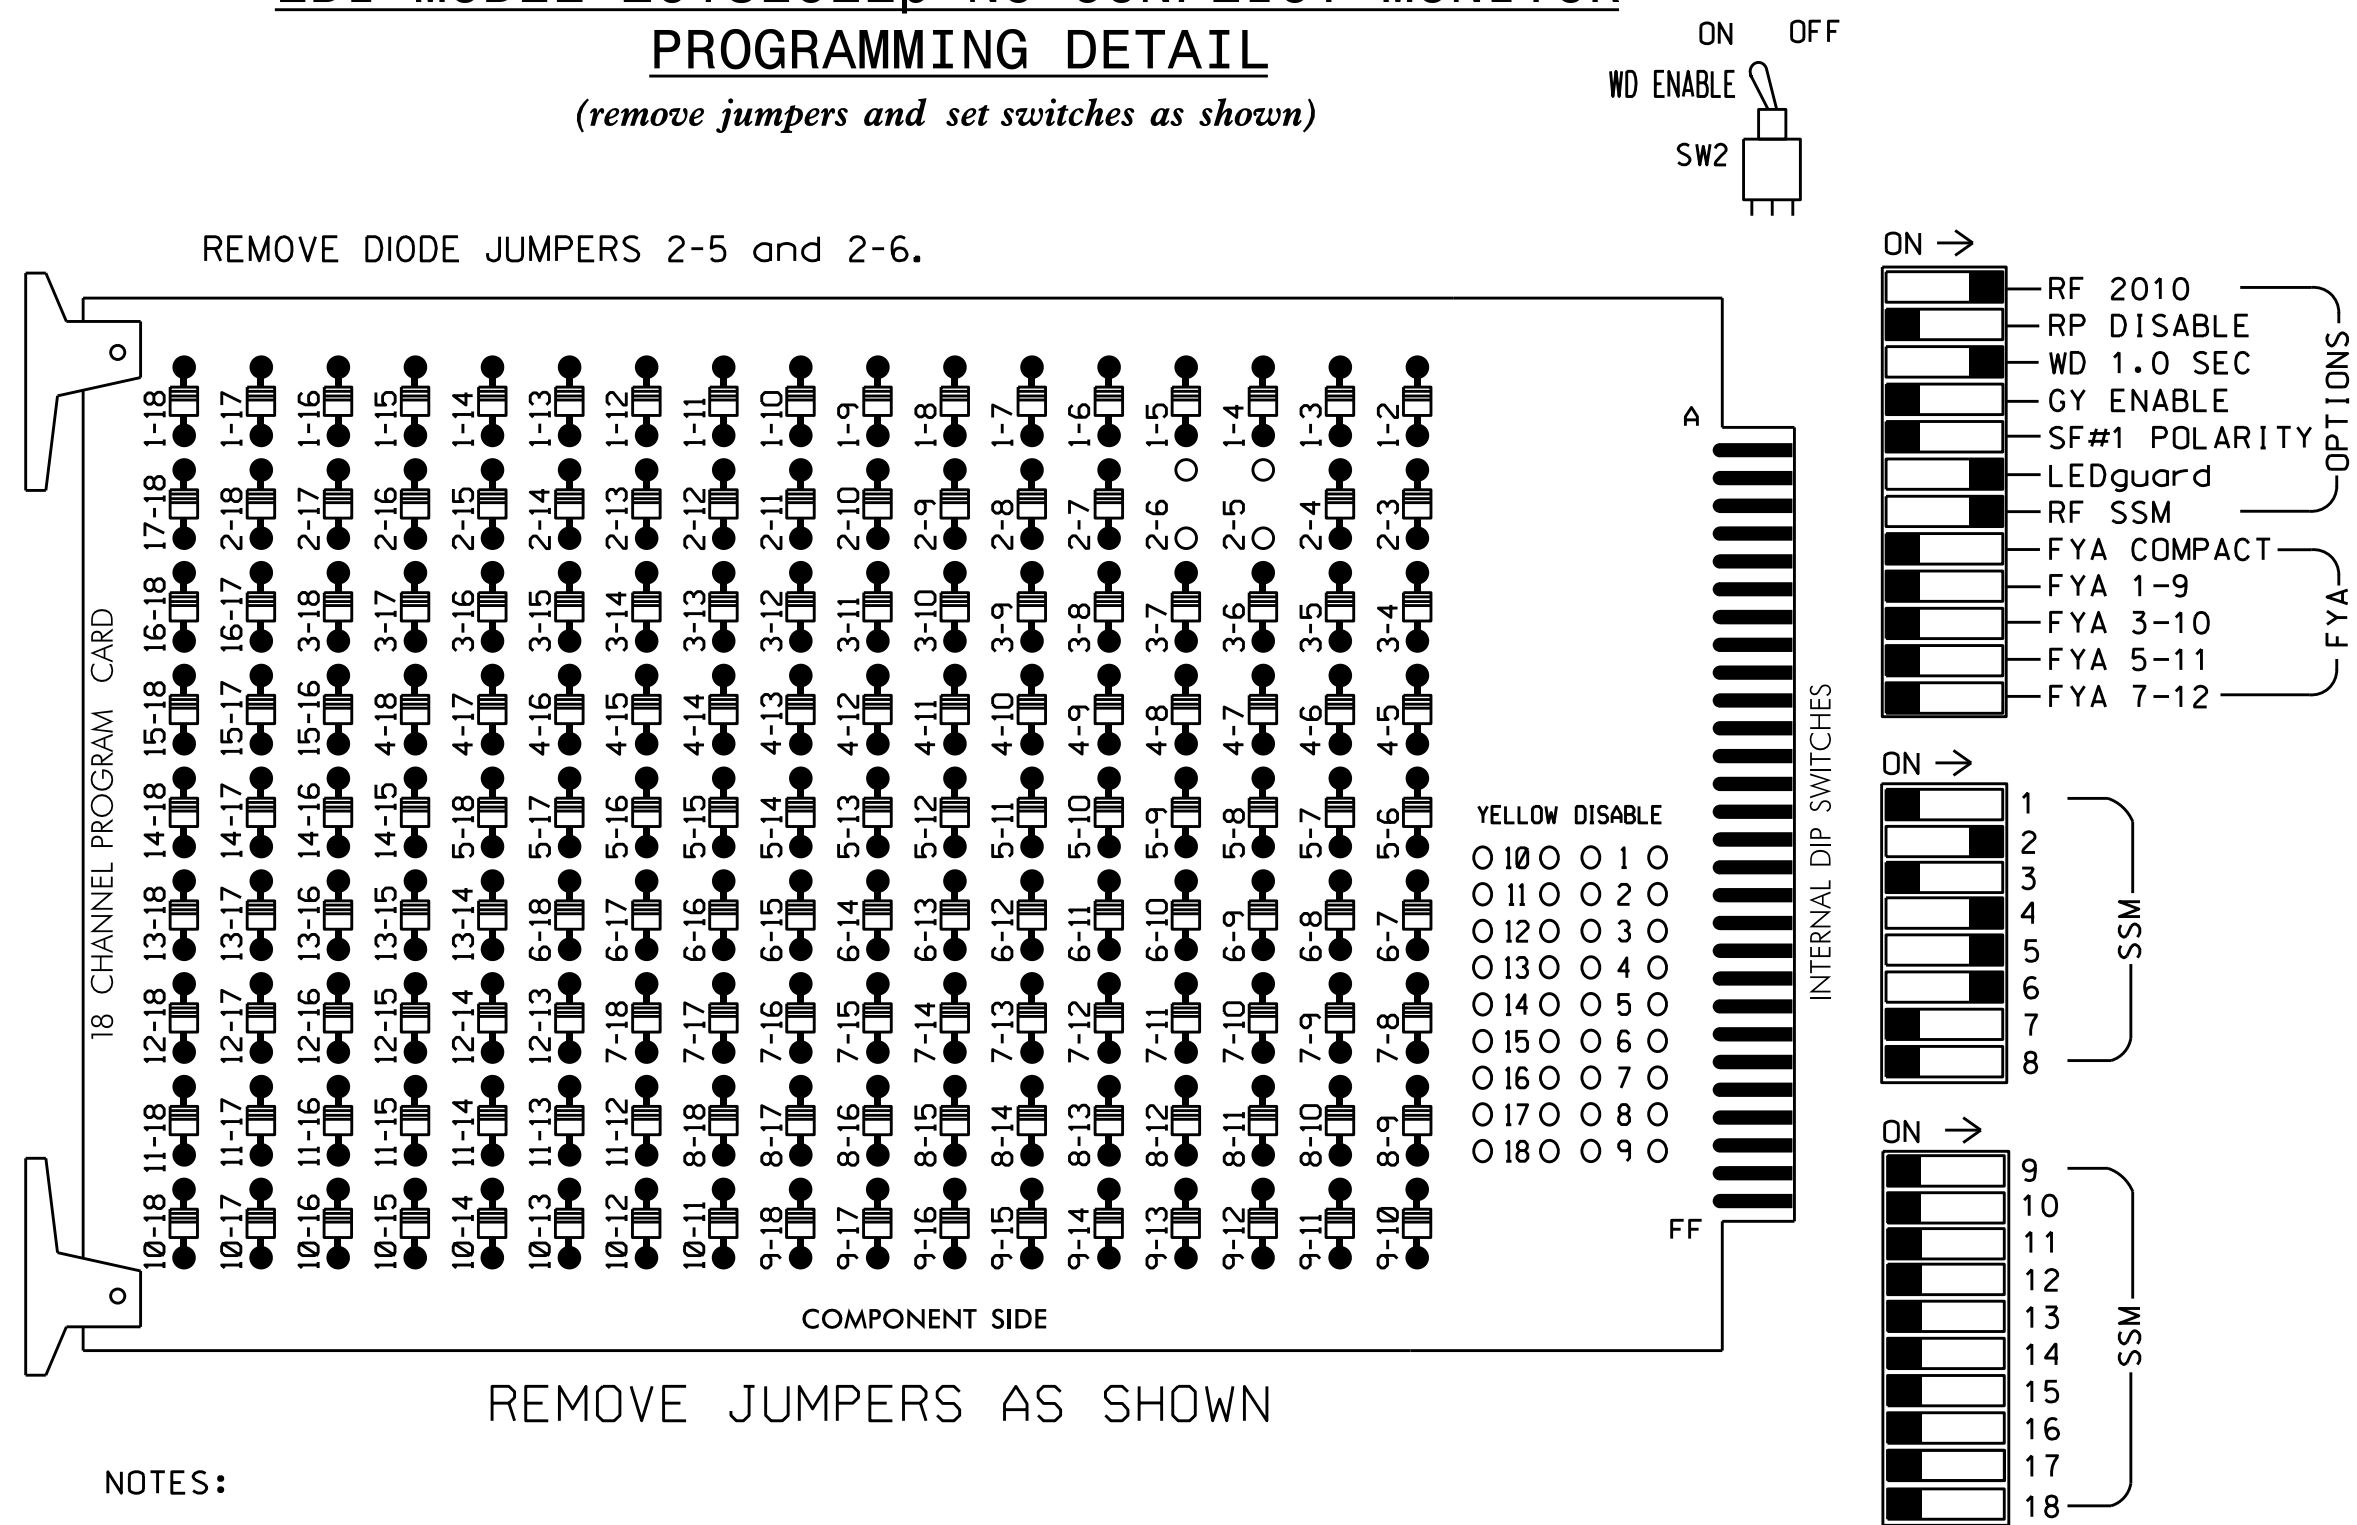 PROGRAMMING DETAIL
(remove jumpers and set switches as shown)
ON OFF
WD ENABLE
SW2
REMOVE DIODE JUMPERS 2-5 and 2-6.
1-18 1-17 1-16 1-15 1-14 1-13 1-12 1-11 1-10 1-9 1-8 1-7 1-6 1-5 1-4 1-3 1-2
17-18 2-18 2-17 2-16 2-15 2-14 2-13 2-12 2-11 2-10 2-9 2-8 2-7 2-6 2-5 2-4 2-3
16-18 16-17 3-18 3-17 3-16 3-15 3-14 3-13 3-12 3-11 3-10 3-9 3-8 3-7 3-6 3-5 3-4
15-18 15-17 15-16 4-18 4-17 4-16 4-15 4-14 4-13 4-12 4-11 4-10 4-9 4-8 4-7 4-6 4-5
14-18 14-17 14-16 14-15 5-18 5-17 5-16 5-15 5-14 5-13 5-12 5-11 5-10 5-9 5-8 5-7 5-6
13-18 13-17 13-16 13-15 13-14 6-18 6-17 6-16 6-15 6-14 6-13 6-12 6-11 6-10 6-9 6-8 6-7
12-18 12-17 12-16 12-15 12-14 12-13 7-18 7-17 7-16 7-15 7-14 7-13 7-12 7-11 7-10 7-9 7-8
11-18 11-17 11-16 11-15 11-14 11-13 11-12 8-18 8-17 8-16 8-15 8-14 8-13 8-12 8-11 8-10 8-9
10-18 10-17 10-16 10-15 10-14 10-13 10-12 10-11 9-18 9-17 9-16 9-15 9-14 9-13 9-12 9-11 9-10
18 CHANNEL PROGRAM CARD
A
FF
YELLOW DISABLE
10 1
11 2
12 3
13 4
14 5
15 6
16 7
17 8
18 9
COMPONENT SIDE
INTERNAL DIP SWITCHES
ON
RF 2010
RP DISABLE
WD 1.0 SEC
GY ENABLE
SF#1 POLARITY
LEDguard
RF SSM
OPTIONS
FYA COMPACT
FYA 1-9
FYA 3-10
FYA 5-11
FYA 7-12
FYA
ON
1
2
3
4
5
6
7
8
SSM
ON
9
10
11
12
13
14
15
16
17
18
SSM
REMOVE JUMPERS AS SHOWN
NOTES: